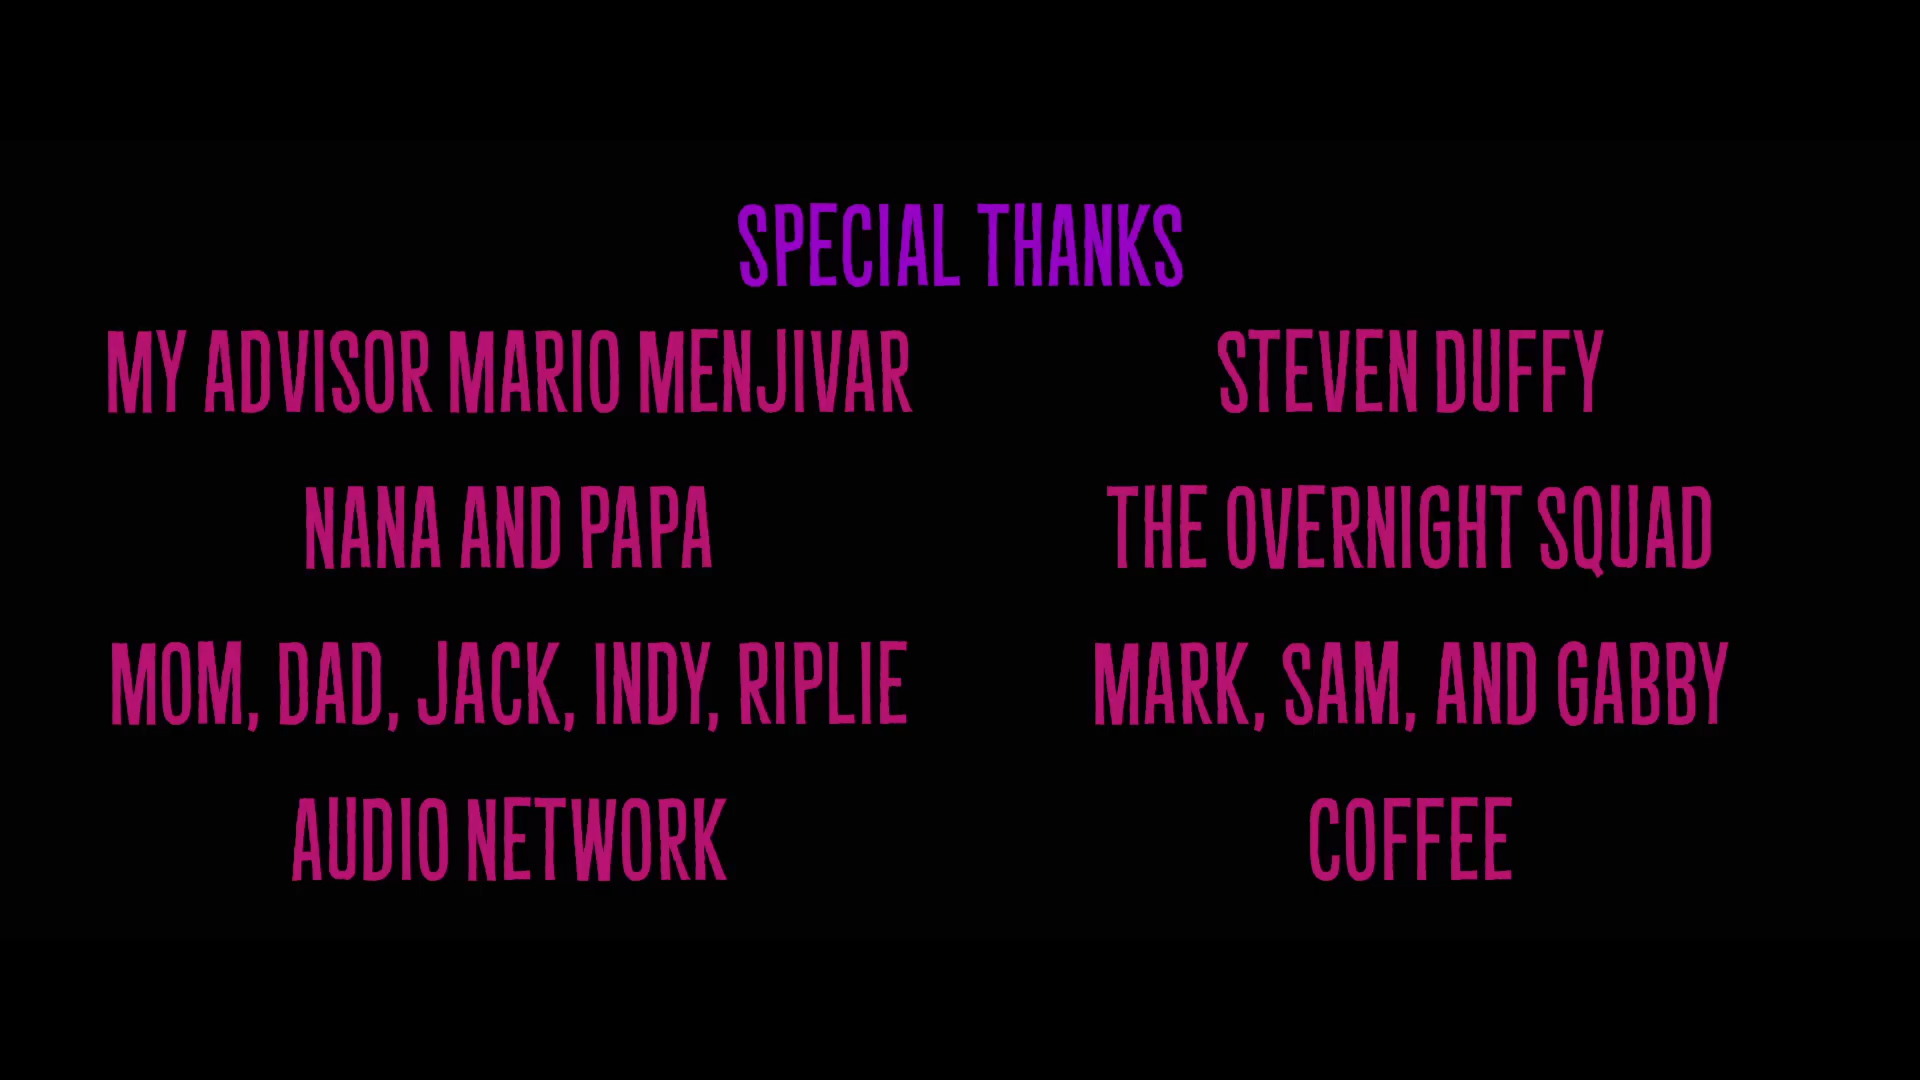 SPECIAL THANKS
MY ADVISOR MARIO MENJIVAR
STEVEN DUFFY
NANA AND PAPA
THE OVERNIGHT SQUAD
MOM, DAD, JACK, INDY, RIPLIE
MARK, SAM, AND GABBY
AUDIO NETWORK
COFFEE